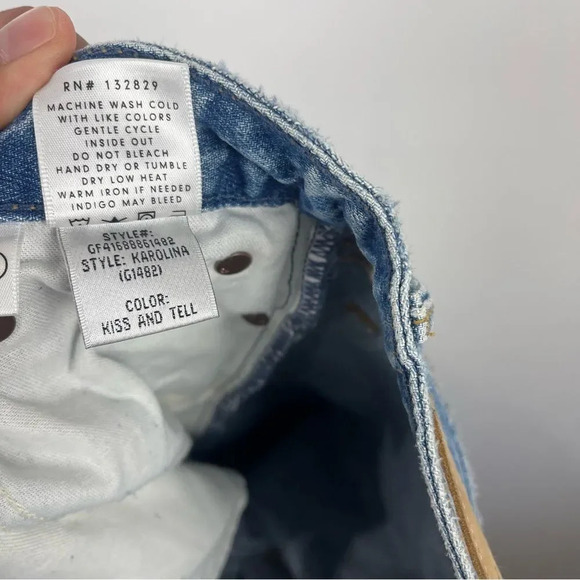 RN# 132829
MACHINE WASH COLD
WITH LIKE COLORS
GENTLE CYCLE
INSIDE OUT
DO NOT BLEACH
HAND DRY OR TUMBLE
DRY LOW HEAT
WARM IRON IF NEEDED
INDIGO MAY BLEED
STYLE#:
GFA1688861482
STYLE: KAROLINA
(G1482)
COLOR:
KISS AND TELL